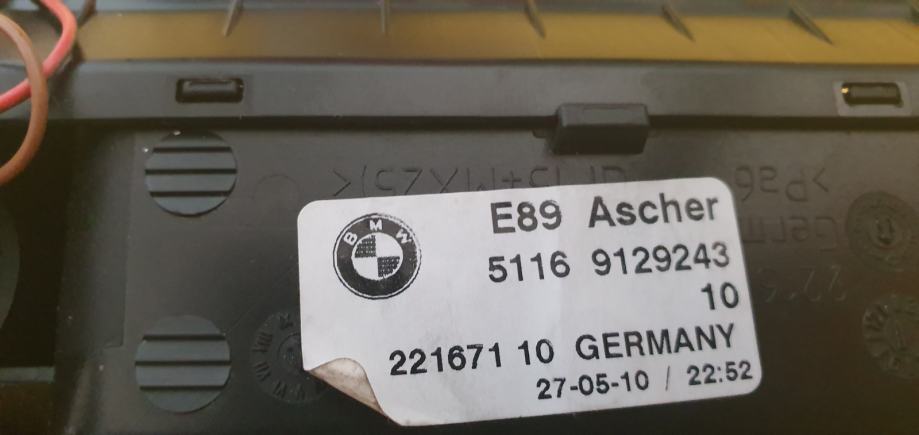 BMW
E89 Ascher
5116 9129243
10
221671 10 GERMANY
27-05-10 / 22:52